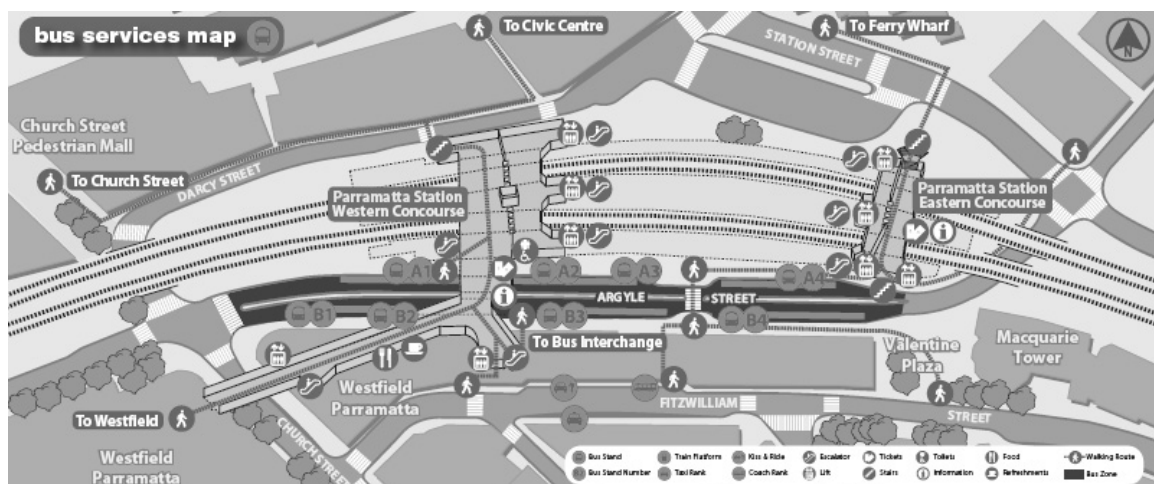 bus services map
To Civic Centre
To Ferry Wharf
N
STATION STREET
Church Street
Pedestrian Mall
To Church Street
DARCY STREET
Parramatta Station
Western Concourse
Parramatta Station
Eastern Concourse
A1
A2
A3
A4
ARGYLE STREET
B1
B2
B3
B4
To Bus Interchange
Valentine
Plaza
Macquarie
Tower
Westfield
Parramatta
To Westfield
CHURCH STREET
FITZWILLIAM STREET
Westfield
Parramatta
Bus Stand
Train Platform
Kiss & Ride
Escalator
Tickets
Toilets
Food
Walking Route
Bus Stand Number
Taxi Rank
Coach Rank
Lift
Stairs
Information
Refreshments
Bus Zone